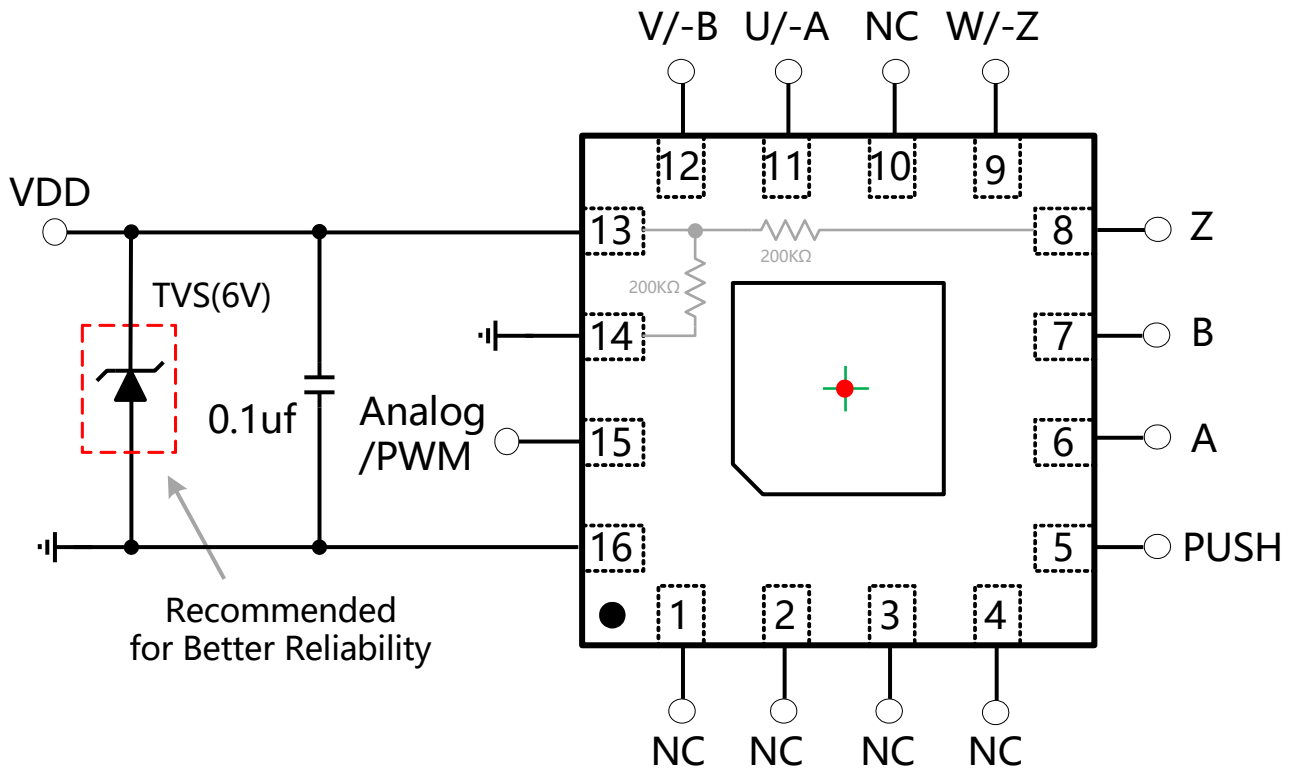 V/-B U/-A NC W/-Z
12 11 10 9
VDD
13 8 Z
200KΩ
TVS(6V)
200KΩ
14 7 B
0.1uf
Analog
/PWM
15 6 A
16 5 PUSH
Recommended
for Better Reliability
1 2 3 4
NC NC NC NC